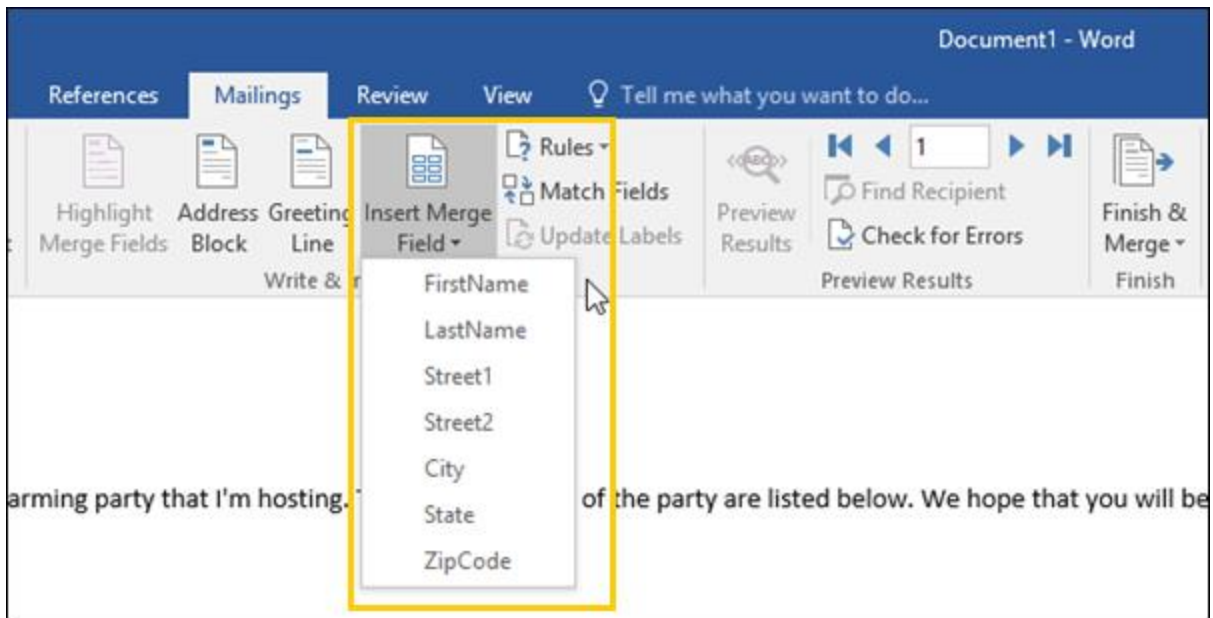 Document1 - Word
References Mailings Review View Tell me what you want to do...
Highlight Merge Fields
Address Block
Greeting Line
Insert Merge Field
Rules
Match Fields
Update Labels
Write &
Preview Results
1
Find Recipient
Check for Errors
Preview Results
Finish & Merge
Finish
FirstName
LastName
Street1
Street2
City
State
ZipCode
arming party that I'm hosting. of the party are listed below. We hope that you will be